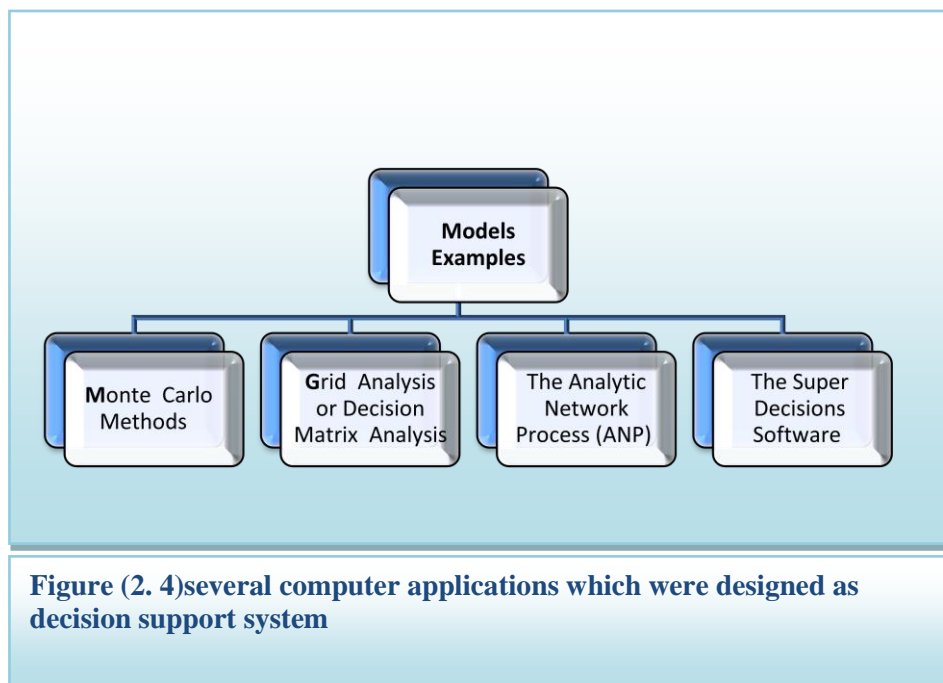 Models
Examples
Monte Carlo
Methods
Grid Analysis
or Decision
Matrix Analysis
The Analytic
Network
Process (ANP)
The Super
Decisions
Software
Figure (2. 4)several computer applications which were designed as
decision support system